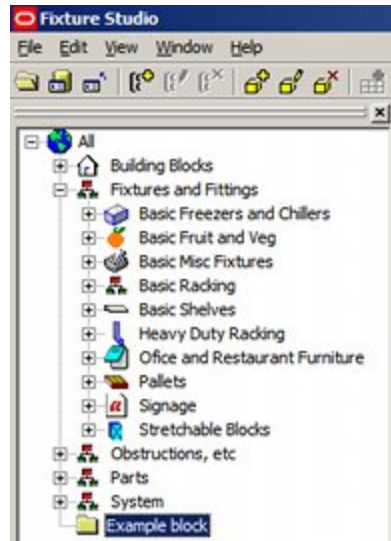 Fixture Studio
File Edit View Window Help
All
Building Blocks
Fixtures and Fittings
Basic Freezers and Chillers
Basic Fruit and Veg
Basic Misc Fixtures
Basic Racking
Basic Shelves
Heavy Duty Racking
Ofice and Restaurant Furniture
Pallets
a Signage
Stretchable Blocks
Obstructions, etc
Parts
System
Example block